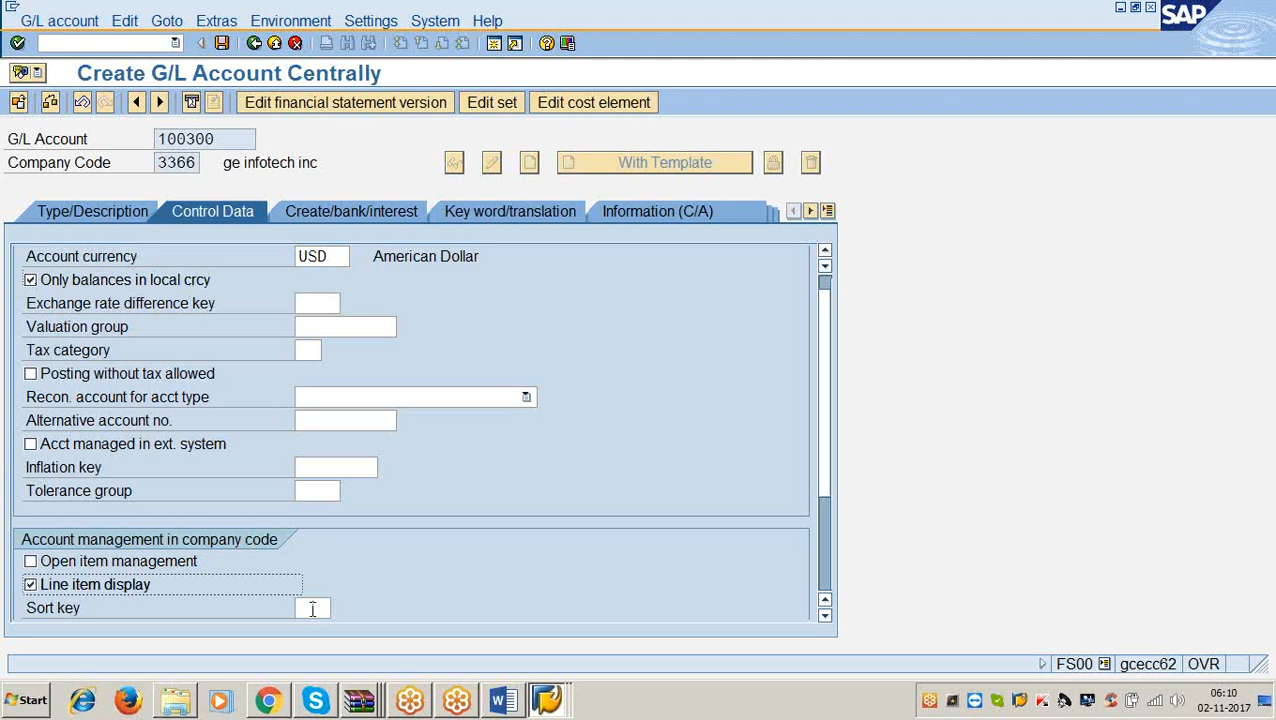 G/L account Edit Goto Extras Environment Settings System Help
SAP
Create G/L Account Centrally
Edit financial statement version Edit set Edit cost element
G/L Account 100300
Company Code 3366 ge infotech inc With Template
Type/Description Control Data Create/bank/interest Key word/translation Information (C/A)
Account currency USD American Dollar
Only balances in local crcy
Exchange rate difference key
Valuation group
Tax category
Posting without tax allowed
Recon. account for acct type
Alternative account no.
Acct managed in ext. system
Inflation key
Tolerance group
Account management in company code
Open item management
Line item display
Sort key
FS00 gcecc62 OVR
Start
06:10
02-11-2017